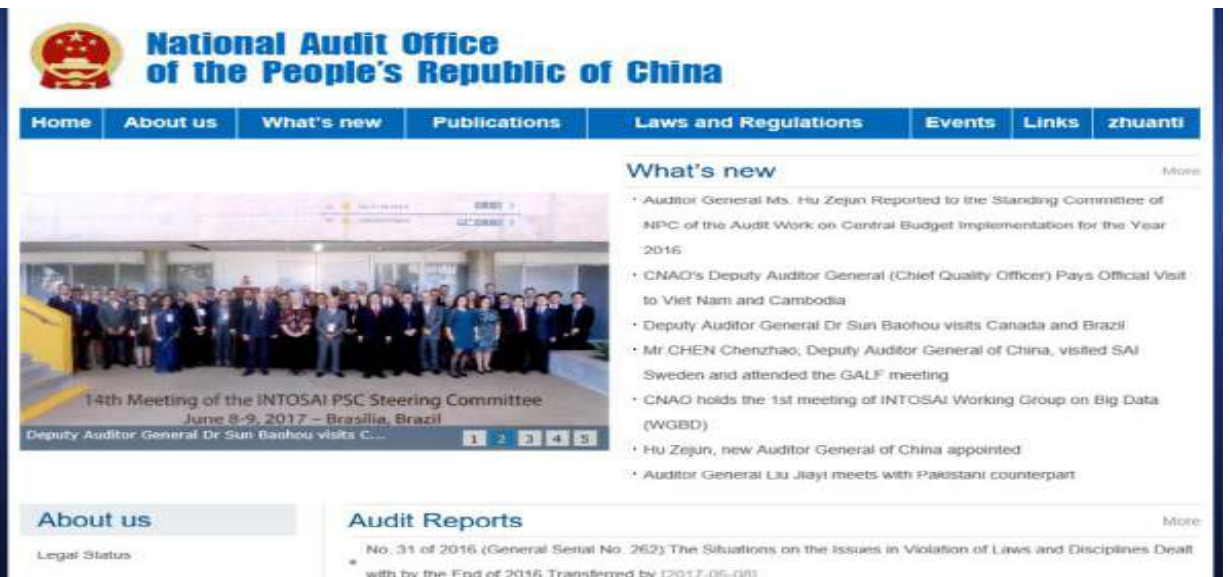 National Audit Office
of the People's Republic of China
Home About us What's new Publications Laws and Regulations Events Links zhuanti
14th Meeting of the INTOSAI PSC Steering Committee
June 8-9, 2017 – Brasília, Brazil
Deputy Auditor General Dr Sun Baohou visits C...
1 2 3 4 5
What's new
More
· Auditor General Ms. Hu Zejun Reported to the Standing Committee of
NPC of the Audit Work on Central Budget Implementation for the Year
2016
· CNAO's Deputy Auditor General (Chief Quality Officer) Pays Official Visit
to Viet Nam and Cambodia
· Deputy Auditor General Dr Sun Baohou visits Canada and Brazil
· Mr.CHEN Chenzhao, Deputy Auditor General of China, visited SAI
Sweden and attended the GALF meeting
· CNAO holds the 1st meeting of INTOSAI Working Group on Big Data
(WGBD)
· Hu Zejun, new Auditor General of China appointed
· Auditor General Liu Jiayi meets with Pakistani counterpart
About us
Legal Status
Audit Reports
More
No. 31 of 2016 (General Serial No. 262):The Situations on the Issues in Violation of Laws and Disciplines Dealt
with by the End of 2016 Transferred by [2017-05-08]